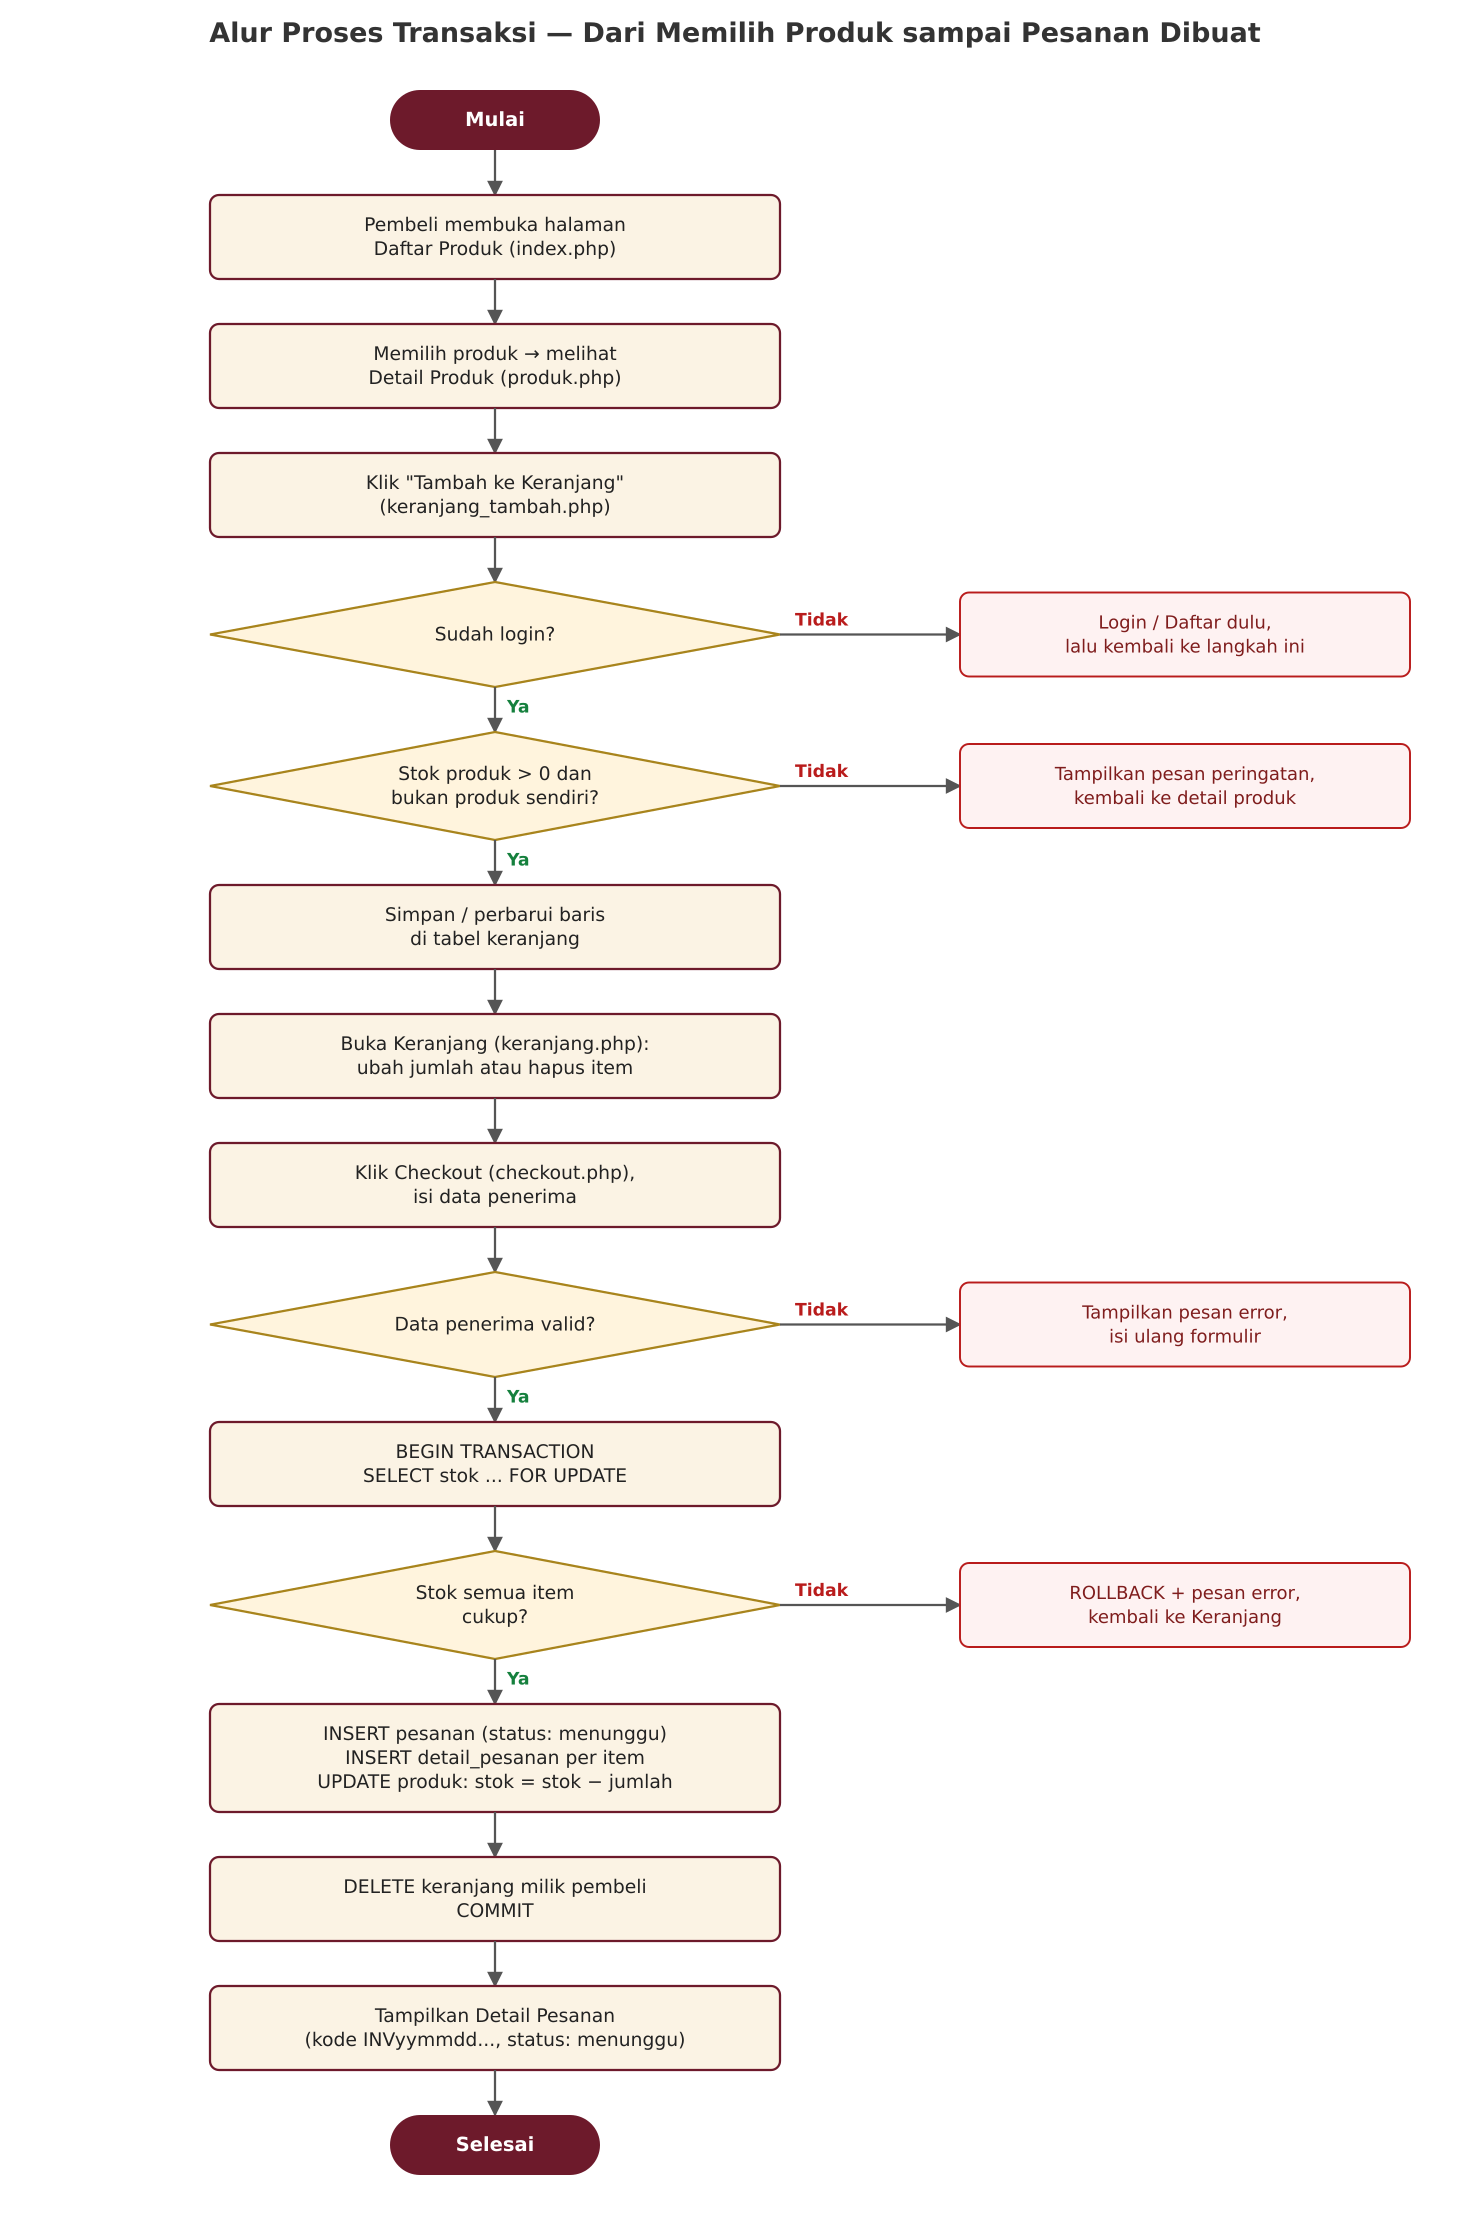 Alur Proses Transaksi — Dari Memilih Produk sampai Pesanan Dibuat
Mulai
Pembeli membuka halaman
Daftar Produk (index.php)
Memilih produk → melihat
Detail Produk (produk.php)
Klik "Tambah ke Keranjang"
(keranjang_tambah.php)
Sudah login?
Tidak
Login / Daftar dulu,
lalu kembali ke langkah ini
Ya
Stok produk > 0 dan
bukan produk sendiri?
Tidak
Tampilkan pesan peringatan,
kembali ke detail produk
Ya
Simpan / perbarui baris
di tabel keranjang
Buka Keranjang (keranjang.php):
ubah jumlah atau hapus item
Klik Checkout (checkout.php),
isi data penerima
Data penerima valid?
Tidak
Tampilkan pesan error,
isi ulang formulir
Ya
BEGIN TRANSACTION
SELECT stok ... FOR UPDATE
Stok semua item
cukup?
Tidak
ROLLBACK + pesan error,
kembali ke Keranjang
Ya
INSERT pesanan (status: menunggu)
INSERT detail_pesanan per item
UPDATE produk: stok = stok − jumlah
DELETE keranjang milik pembeli
COMMIT
Tampilkan Detail Pesanan
(kode INVyymmdd..., status: menunggu)
Selesai